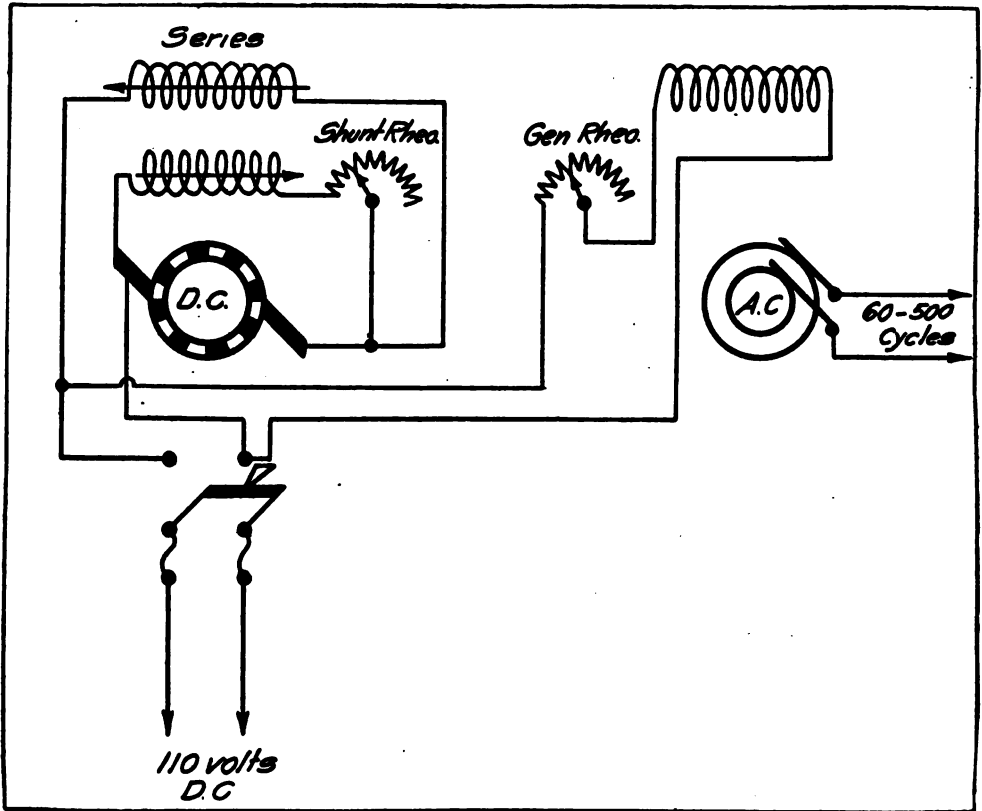 Series
Shunt Rheo.
Gen Rheo.
D.C.
A.C
60-500
Cycles
110 volts
D.C